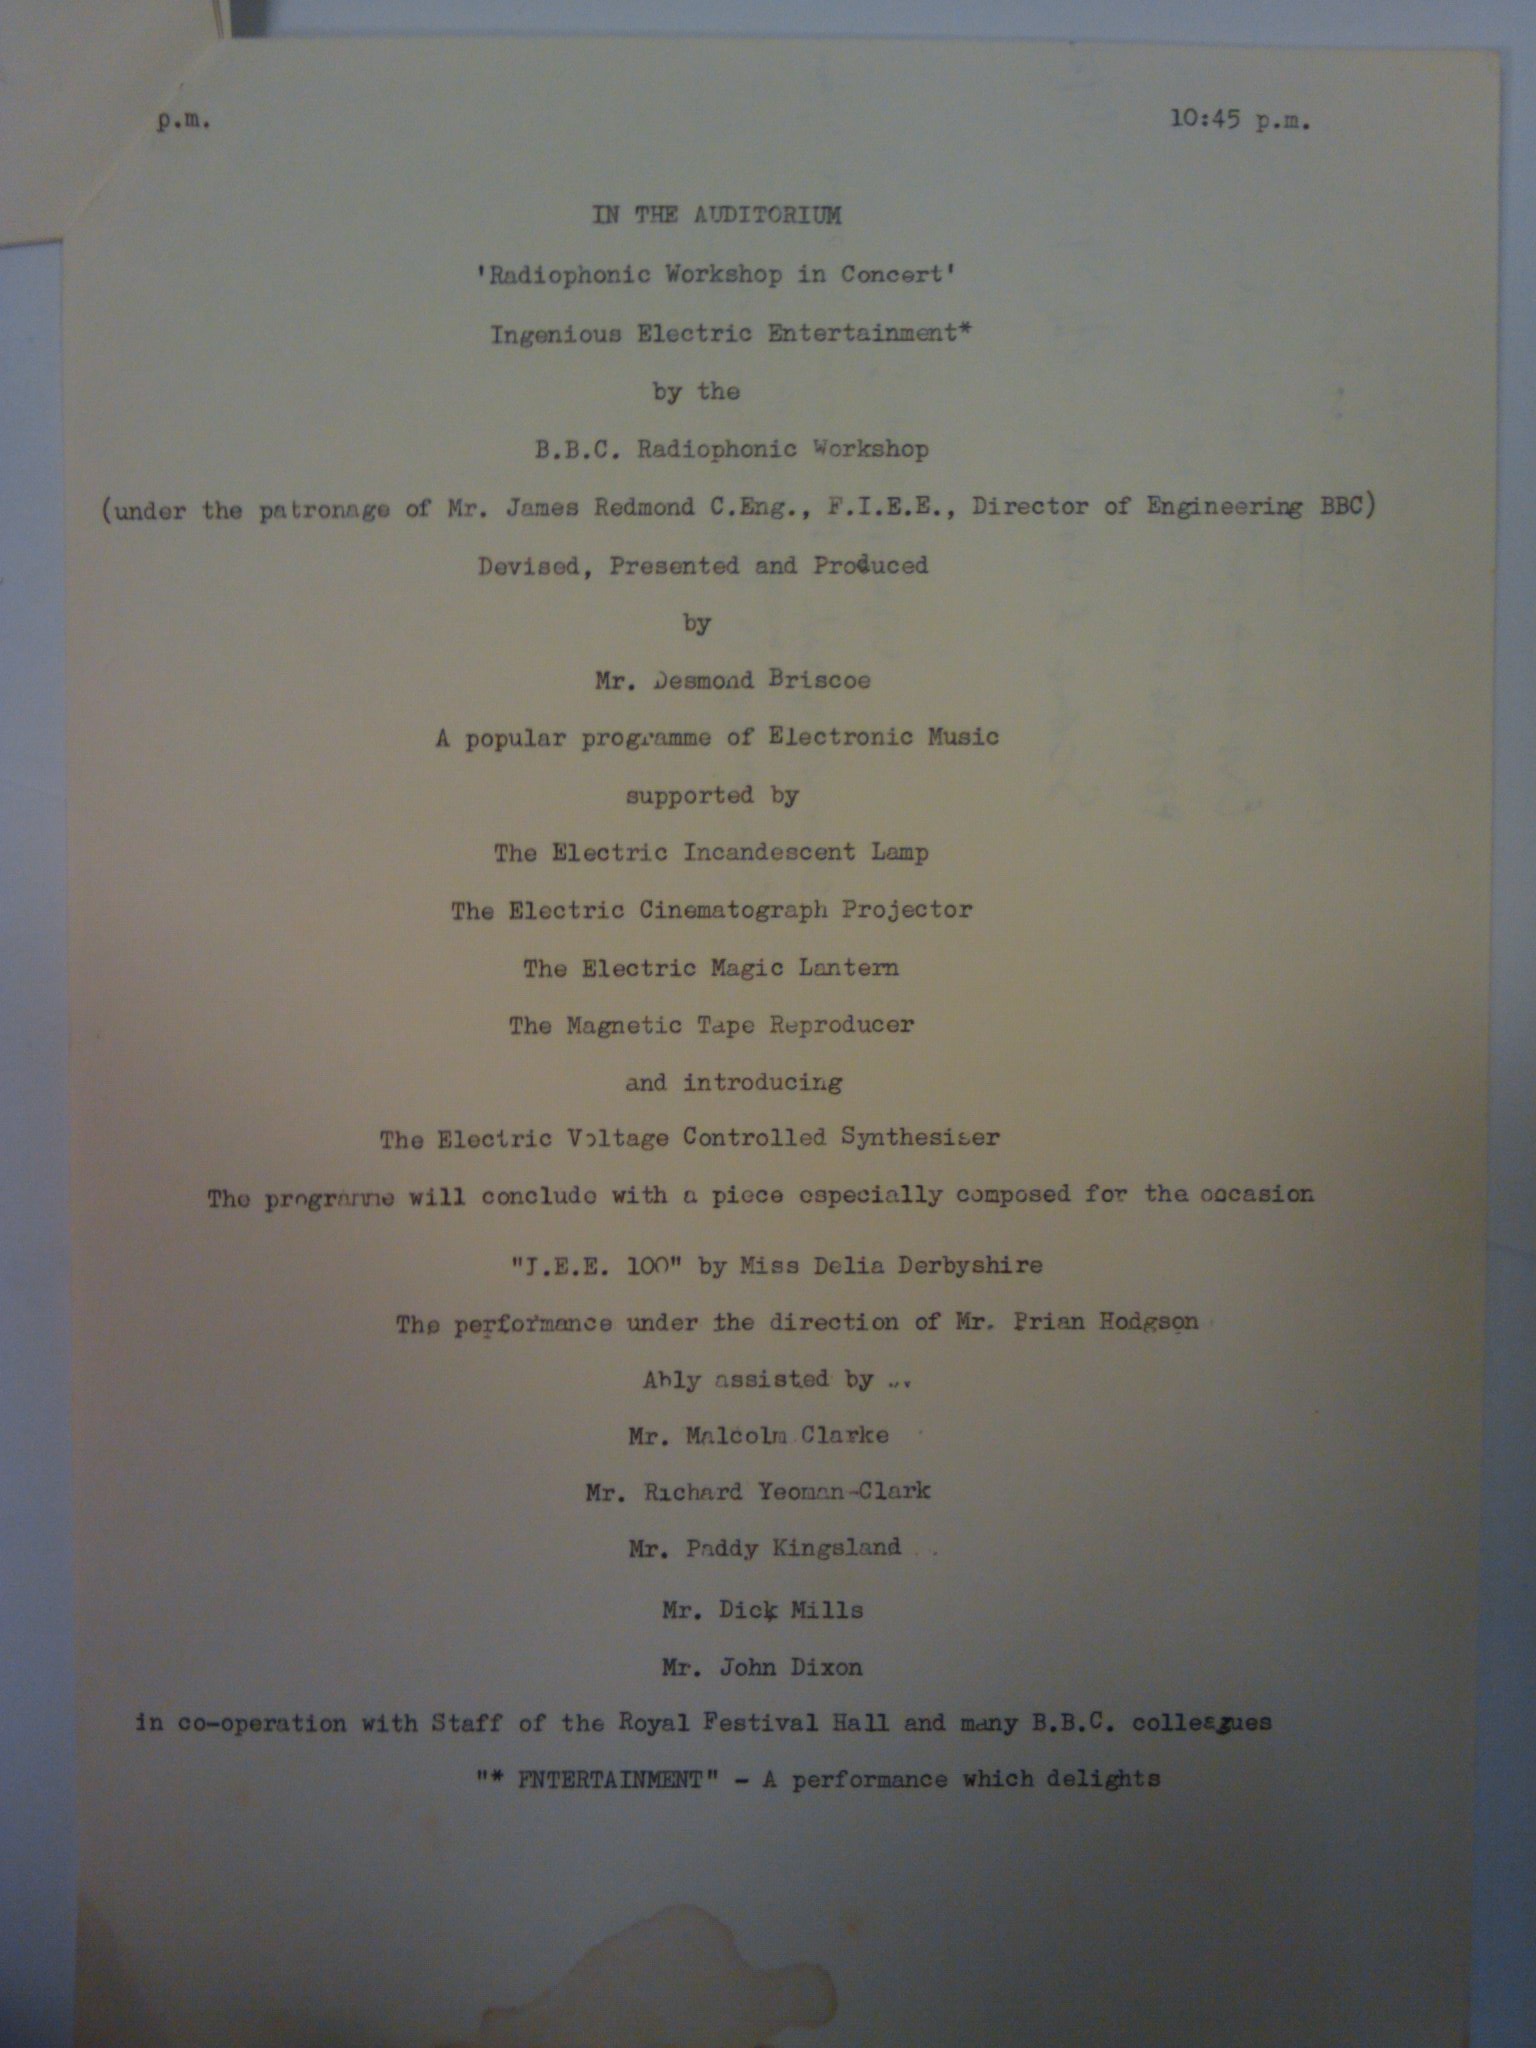 p.m. 10:45 p.m.
IN THE AUDITORIUM
'Radiophonic Workshop in Concert'
Ingenious Electric Entertainment*
by the
B.B.C. Radiophonic Workshop
(under the patronage of Mr. James Redmond C.Eng., F.I.E.E., Director of Engineering BBC)
Devised, Presented and Produced
by
Mr. Desmond Briscoe
A popular programme of Electronic Music
supported by
The Electric Incandescent Lamp
The Electric Cinematograph Projector
The Electric Magic Lantern
The Magnetic Tape Reproducer
and introducing
The Electric Voltage Controlled Synthesiser
The programme will conclude with a piece especially composed for the occasion
"I.E.E. 100" by Miss Delia Derbyshire
The performance under the direction of Mr. Brian Hodgson
Ably assisted by ...
Mr. Malcolm Clarke
Mr. Richard Yeoman-Clark
Mr. Paddy Kingsland
Mr. Dick Mills
Mr. John Dixon
in co-operation with Staff of the Royal Festival Hall and many B.B.C. colleagues
"* ENTERTAINMENT" - A performance which delights